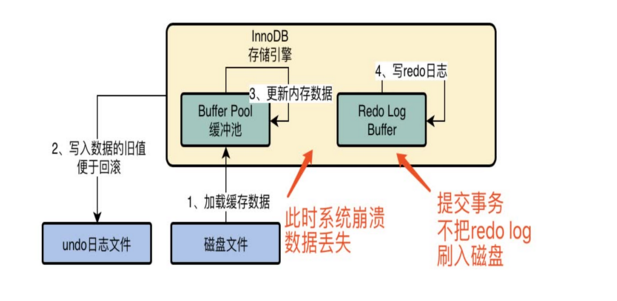 InnoDB
存储引擎
4、写redo日志
3、更新内存数据
Buffer Pool
缓冲池
Redo Log
Buffer
2、写入数据的旧值
便于回滚
1、加载缓存数据
此时系统崩溃
数据丢失
提交事务
不把redo log
刷入磁盘
undo日志文件
磁盘文件